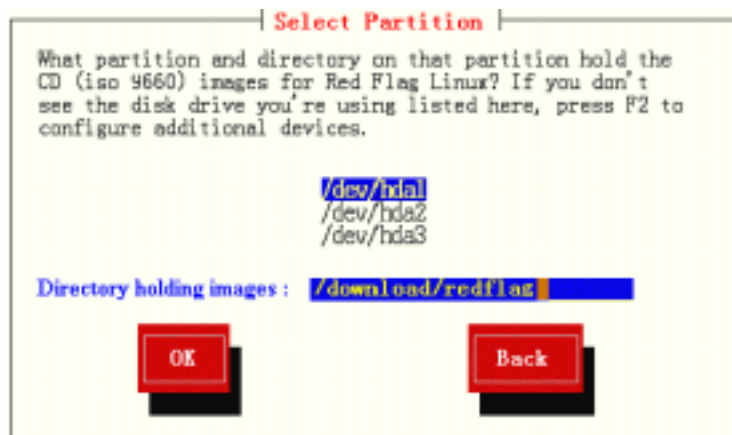 Select Partition
What partition and directory on that partition hold the
CD (iso 9660) images for Red Flag Linux? If you don't
see the disk drive you're using listed here, press F2 to
configure additional devices.
/dev/hda1
/dev/hda2
/dev/hda3
Directory holding images : /download/redflag
OK Back